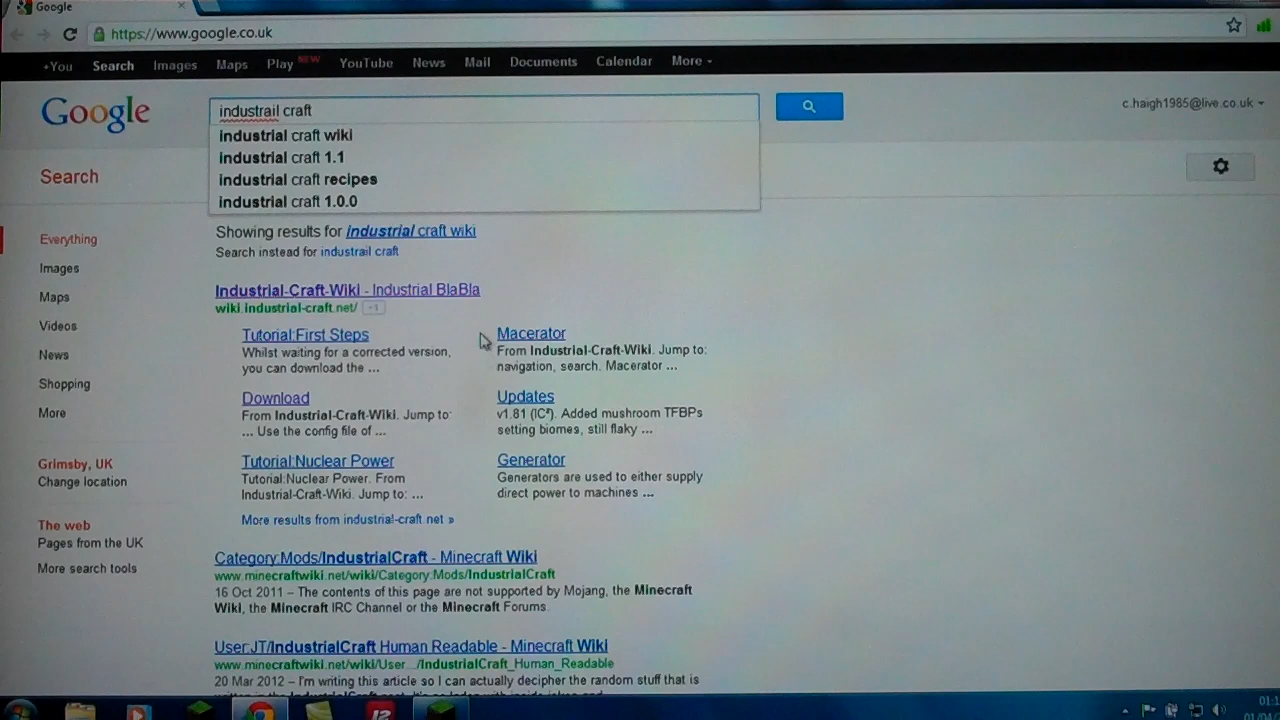 Google
https://www.google.co.uk
+You Search Images Maps Play NEW YouTube News Mail Documents Calendar More
Google
industrail craft
c.haigh1985@live.co.uk
industrial craft wiki
industrial craft 1.1
industrial craft recipes
industrial craft 1.0.0
Search
Everything
Images
Maps
Videos
News
Shopping
More
Grimsby, UK
Change location
The web
Pages from the UK
More search tools
Showing results for industrial craft wiki
Search instead for industrail craft
Industrial-Craft-Wiki - Industrial BlaBla
wiki.industrial-craft.net/ +1
Tutorial:First Steps
Whilst waiting for a corrected version,
you can download the ...
Macerator
From Industrial-Craft-Wiki. Jump to:
navigation, search. Macerator ...
Download
From Industrial-Craft-Wiki. Jump to:
... Use the config file of ...
Updates
v1.81 (IC²). Added mushroom TFBPs
setting biomes, still flaky ...
Tutorial:Nuclear Power
Tutorial:Nuclear Power. From
Industrial-Craft-Wiki. Jump to: ...
Generator
Generators are used to either supply
direct power to machines ...
More results from industrial-craft.net »
Category:Mods/IndustrialCraft - Minecraft Wiki
www.minecraftwiki.net/wiki/Category:Mods/IndustrialCraft
16 Oct 2011 – The contents of this page are not supported by Mojang, the Minecraft
Wiki, the Minecraft IRC Channel or the Minecraft Forums.
User:JT/IndustrialCraft Human Readable - Minecraft Wiki
www.minecraftwiki.net/wiki/User.../IndustrialCraft_Human_Readable
20 Mar 2012 – I'm writing this article so I can actually decipher the random stuff that is
12
01:1
01/04